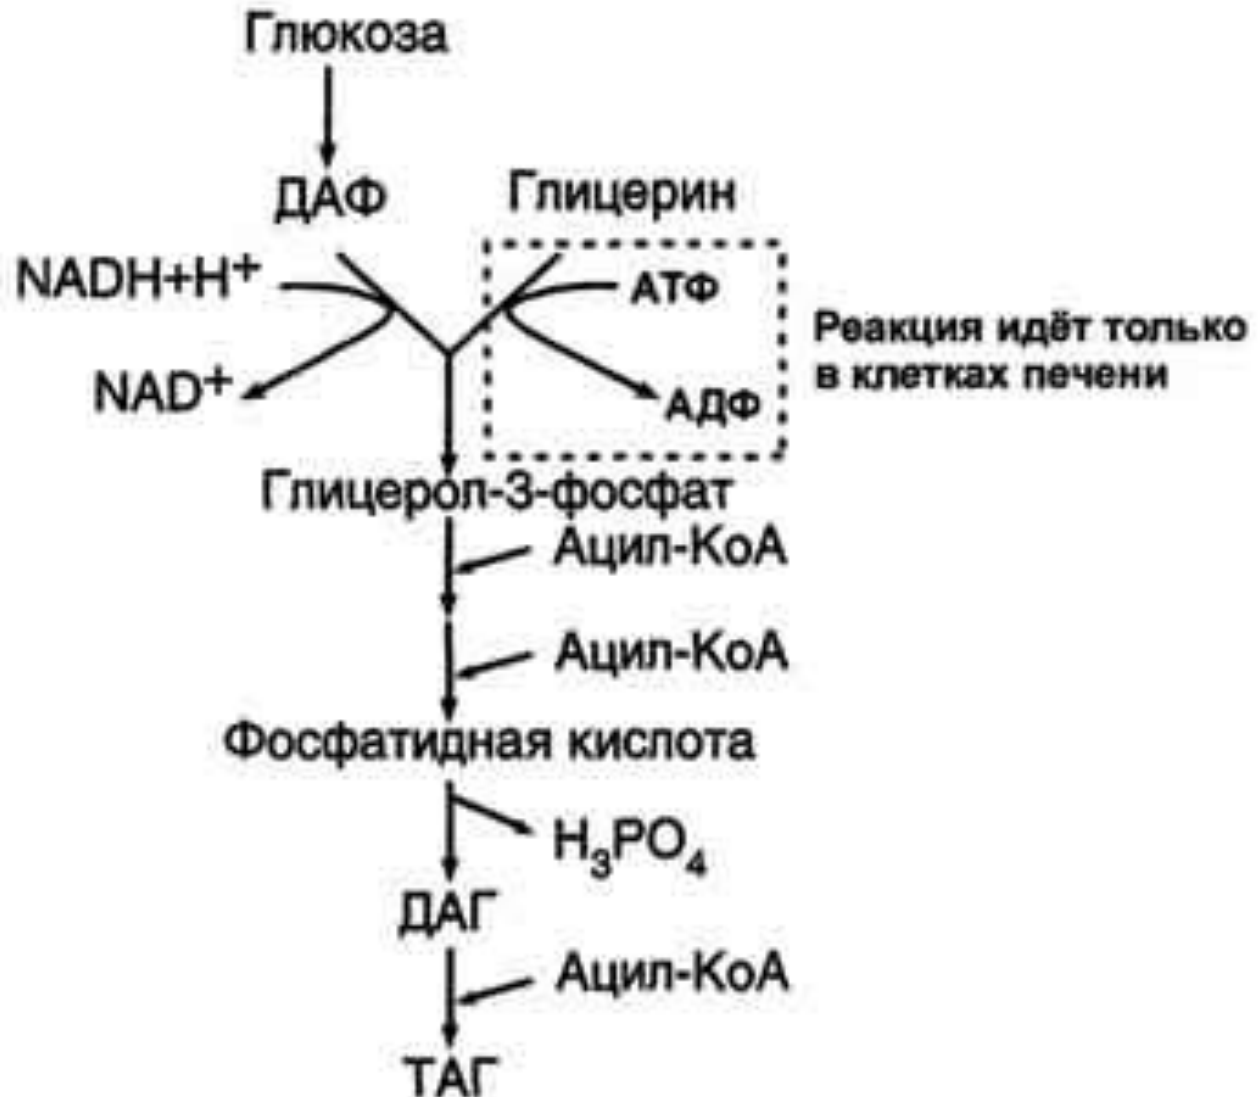 Глюкоза
ДАФ
Глицерин
NADH+H⁺
АТФ
Реакция идёт только
в клетках печени
NAD⁺
АДФ
Глицерол-3-фосфат
Ацил-КоА
Ацил-КоА
Фосфатидная кислота
H₃PO₄
ДАГ
Ацил-КоА
ТАГ